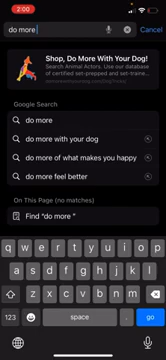 2:00
do more
Cancel
Shop, Do More With Your Dog!
Search Animal Actors. Use our databas
of certified set-prepped and set-traine...
Google Search
do more
do more with your dog
do more of what makes you happy
do more feel better
On This Page (no matches)
Find “do more ”
q w e r t y u i o p
a s d f g h j k l
z x c v b n m
123 space . go